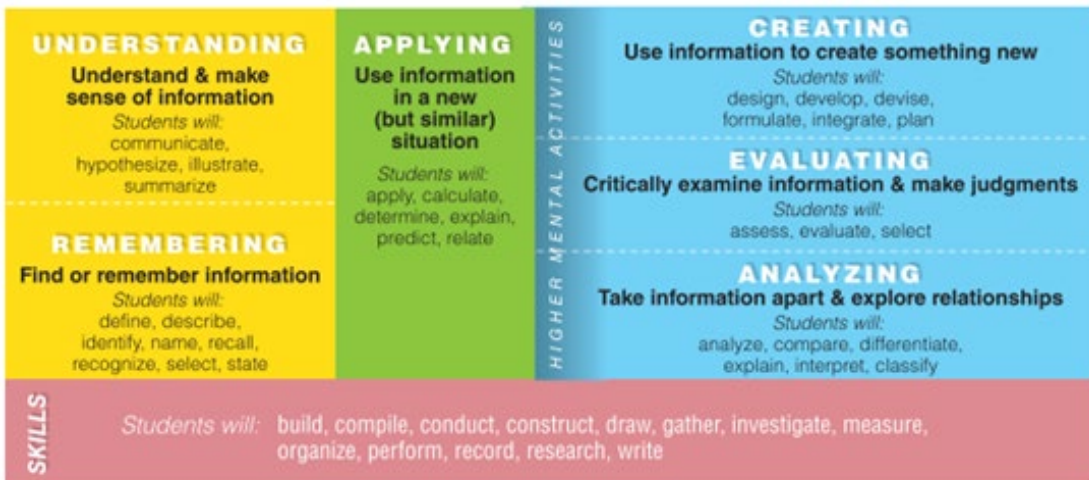 UNDERSTANDING
Understand & make
sense of information
Students will:
communicate,
hypothesize, illustrate,
summarize
REMEMBERING
Find or remember information
Students will:
define, describe,
identify, name, recall,
recognize, select, state
APPLYING
Use information
in a new
(but similar)
situation
Students will:
apply, calculate,
determine, explain,
predict, relate
HIGHER MENTAL ACTIVITIES
CREATING
Use information to create something new
Students will:
design, develop, devise,
formulate, integrate, plan
EVALUATING
Critically examine information & make judgments
Students will:
assess, evaluate, select
ANALYZING
Take information apart & explore relationships
Students will:
analyze, compare, differentiate,
explain, interpret, classify
SKILLS
Students will: build, compile, conduct, construct, draw, gather, investigate, measure,
organize, perform, record, research, write